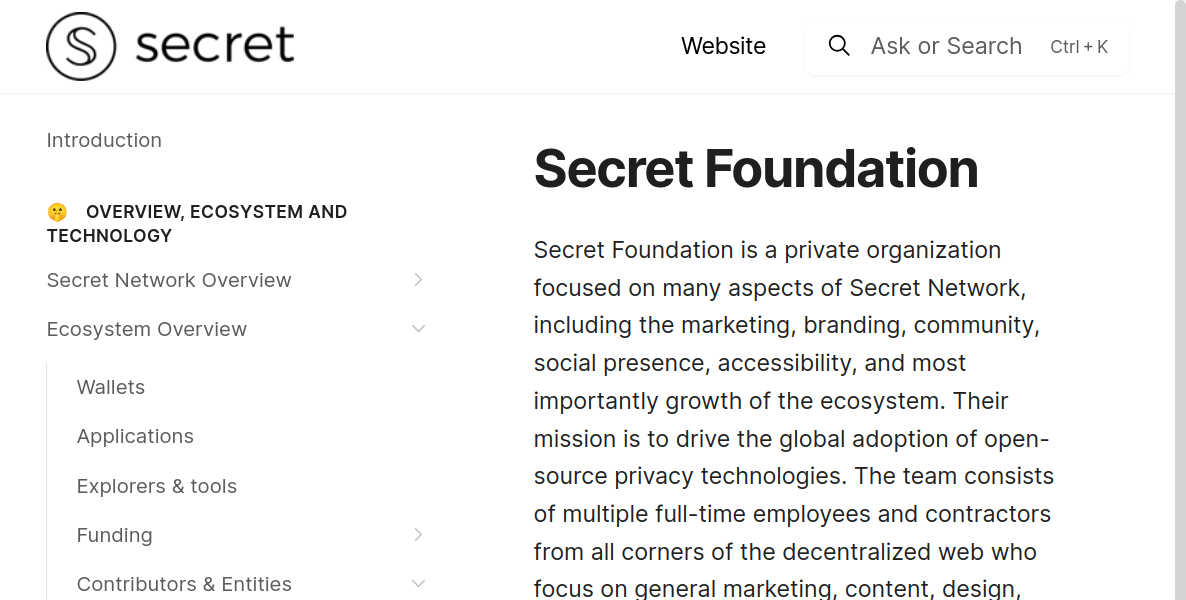 secret
Website
Ask or Search
Ctrl + K
Introduction
🤫 OVERVIEW, ECOSYSTEM AND
TECHNOLOGY
Secret Network Overview
Ecosystem Overview
Wallets
Applications
Explorers & tools
Funding
Contributors & Entities
Secret Foundation
Secret Foundation is a private organization
focused on many aspects of Secret Network,
including the marketing, branding, community,
social presence, accessibility, and most
importantly growth of the ecosystem. Their
mission is to drive the global adoption of open-
source privacy technologies. The team consists
of multiple full-time employees and contractors
from all corners of the decentralized web who
focus on general marketing, content, design,